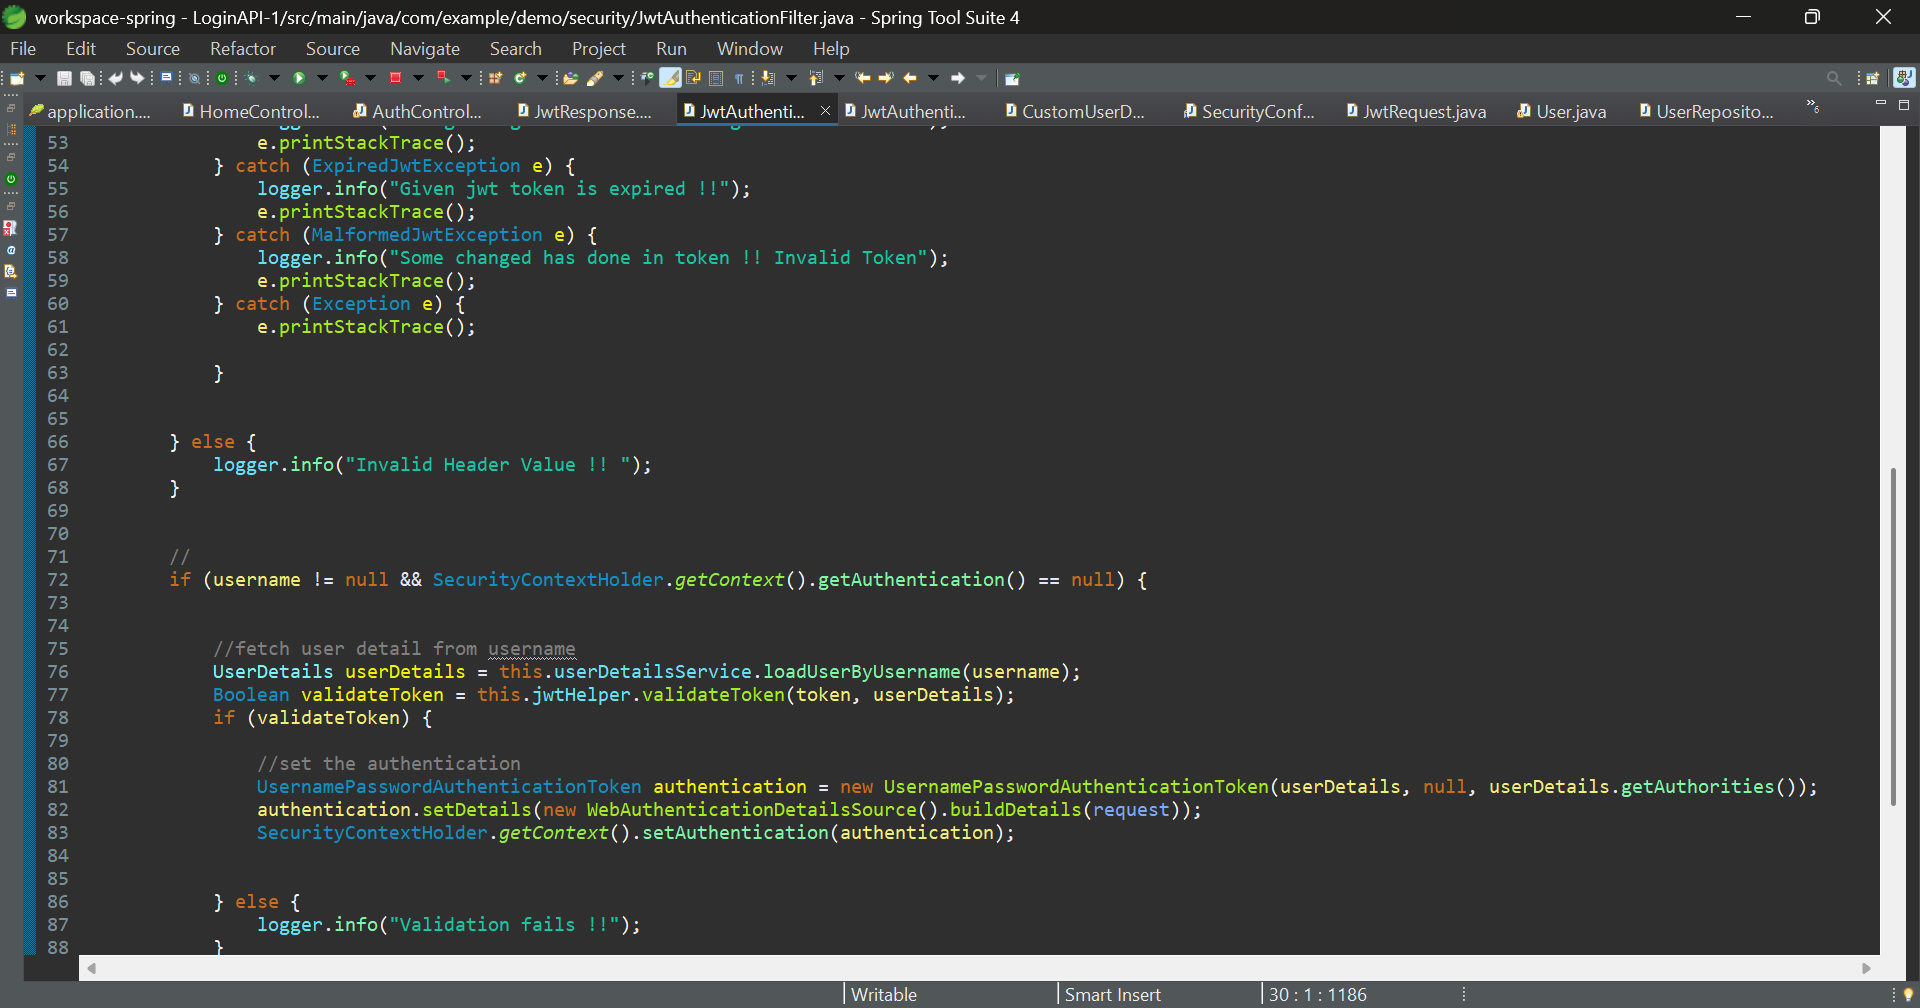 workspace-spring - LoginAPI-1/src/main/java/com/example/demo/security/JwtAuthenticationFilter.java - Spring Tool Suite 4
File Edit Source Refactor Source Navigate Search Project Run Window Help
application.... HomeControl... AuthControl... JwtResponse.... JwtAuthenti... JwtAuthenti... CustomUserD... SecurityConf... JwtRequest.java User.java UserReposito... »6
53 e.printStackTrace();
54 } catch (ExpiredJwtException e) {
55 logger.info("Given jwt token is expired !!");
56 e.printStackTrace();
57 } catch (MalformedJwtException e) {
58 logger.info("Some changed has done in token !! Invalid Token");
59 e.printStackTrace();
60 } catch (Exception e) {
61 e.printStackTrace();
62
63 }
64
65
66 } else {
67 logger.info("Invalid Header Value !! ");
68 }
69
70
71 //
72 if (username != null && SecurityContextHolder.getContext().getAuthentication() == null) {
73
74
75 //fetch user detail from username
76 UserDetails userDetails = this.userDetailsService.loadUserByUsername(username);
77 Boolean validateToken = this.jwtHelper.validateToken(token, userDetails);
78 if (validateToken) {
79
80 //set the authentication
81 UsernamePasswordAuthenticationToken authentication = new UsernamePasswordAuthenticationToken(userDetails, null, userDetails.getAuthorities());
82 authentication.setDetails(new WebAuthenticationDetailsSource().buildDetails(request));
83 SecurityContextHolder.getContext().setAuthentication(authentication);
84
85
86 } else {
87 logger.info("Validation fails !!");
88 }
Writable Smart Insert 30 : 1 : 1186